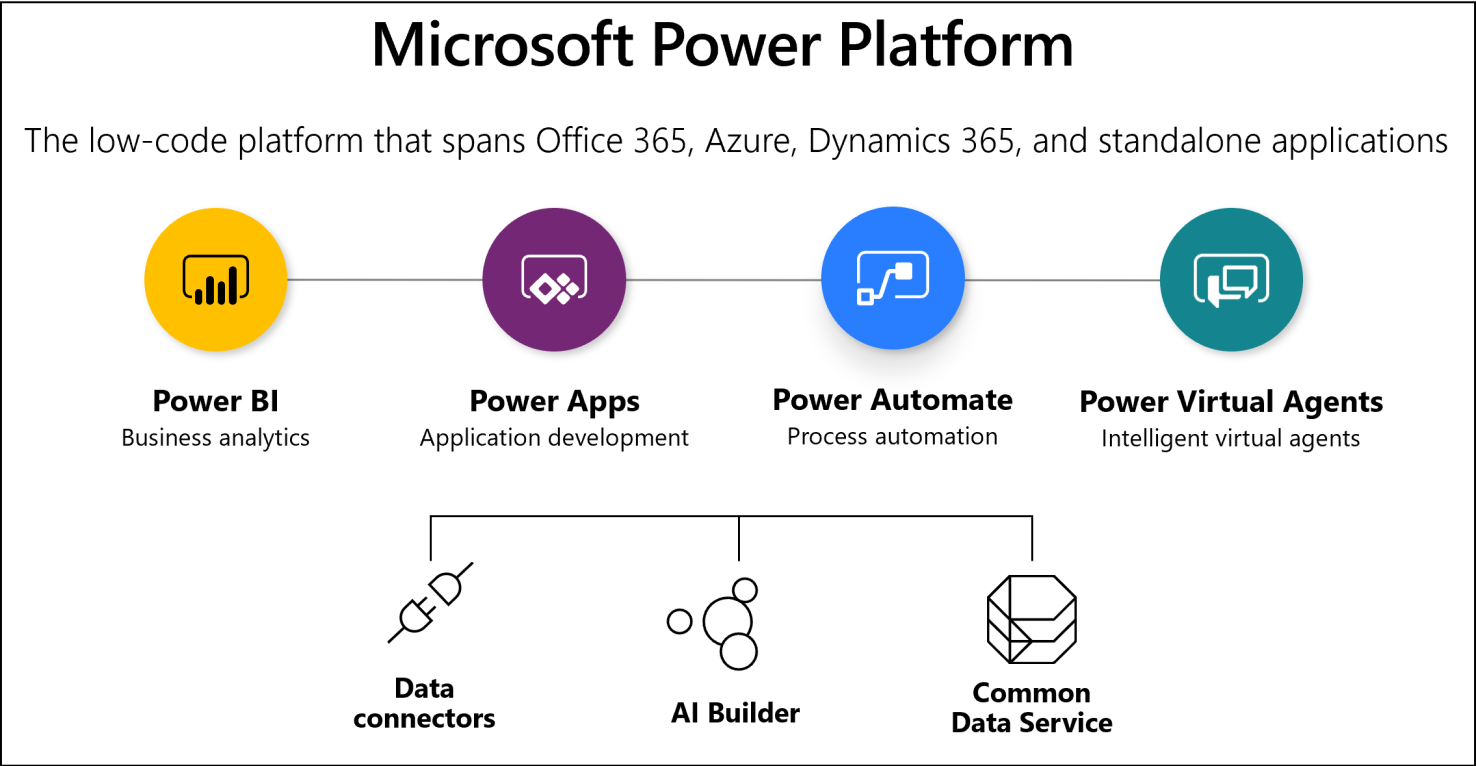 Microsoft Power Platform
The low-code platform that spans Office 365, Azure, Dynamics 365, and standalone applications
Power BI
Business analytics
Power Apps
Application development
Power Automate
Process automation
Power Virtual Agents
Intelligent virtual agents
Data
connectors
AI Builder
Common
Data Service